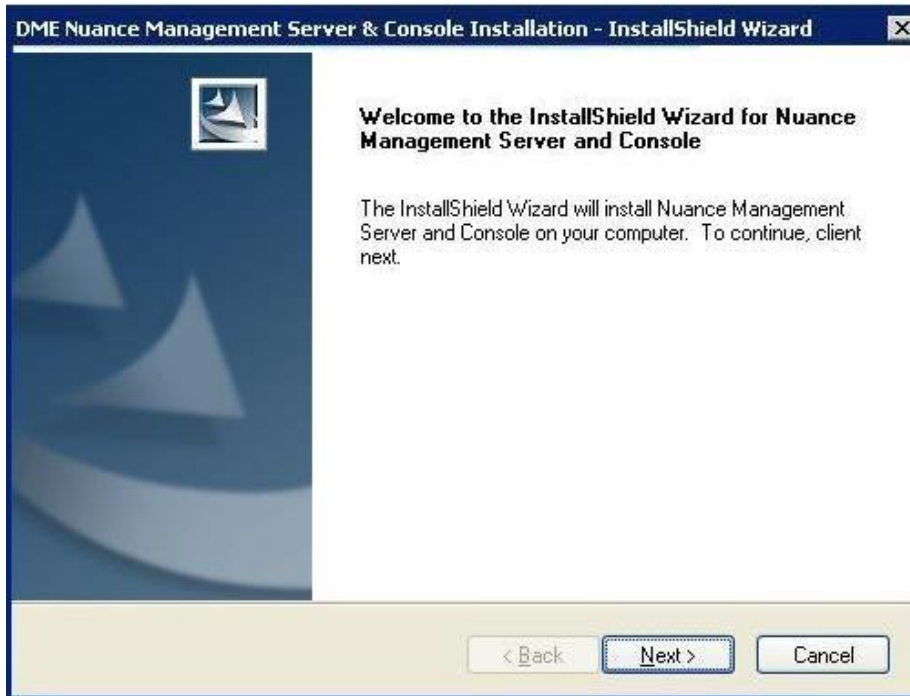 DME Nuance Management Server & Console Installation - InstallShield Wizard
Welcome to the InstallShield Wizard for Nuance
Management Server and Console
The InstallShield Wizard will install Nuance Management
Server and Console on your computer.  To continue, client
next.
< Back
Next >
Cancel